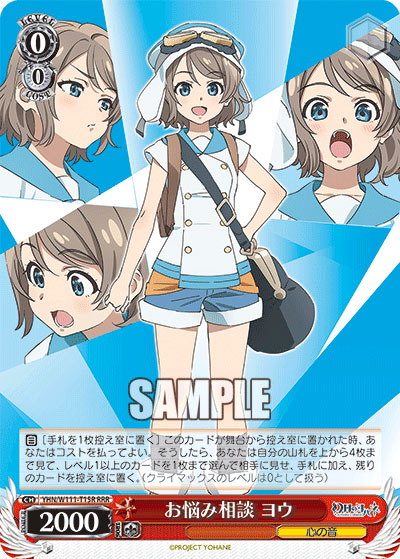 LEVEL
0
0
COST
SAMPLE
自［手札を1枚控え室に置く］このカードが舞台から控え室に置かれた時、あ
なたはコストを払ってよい。そうしたら、あなたは自分の山札を上から4枚ま
で見て、レベル1以上のカードを1枚まで選んで相手に見せ、手札に加え、残り
のカードを控え室に置く。（クライマックスのレベルは0として扱う）
CH YHN/W111-T15R RRR
2000
お悩み相談 ヨウ
心の音
©PROJECT YOHANE